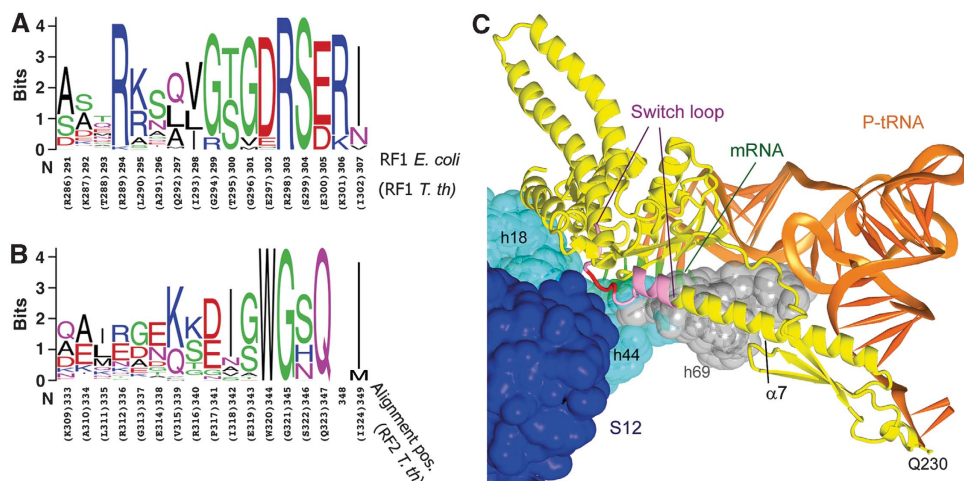 A
Bits
4
3
2
1
0
N
(R286) 291
(K287) 292
(T288) 293
(R289) 294
(L290) 295
(A291) 296
(Q292) 297
(I293) 298
(G294) 299
(T295) 300
(G296) 301
(E297) 302
(R298) 303
(S299) 304
(E300) 305
(K301) 306
(I302) 307
RF1 E. coli
(RF1 T. th)
B
Bits
4
3
2
1
0
N
(K309) 333
(A310) 334
(L311) 335
(R312) 336
(G313) 337
(E314) 338
(V315) 339
(R316) 340
(P317) 341
(I318) 342
(E319) 343
(W320) 344
(G321) 345
(S322) 346
(Q323) 347
348
(I324) 349
Alignment pos.
(RF2 T. th)
C
Switch loop
mRNA
P-tRNA
h18
h44
h69
α7
S12
Q230